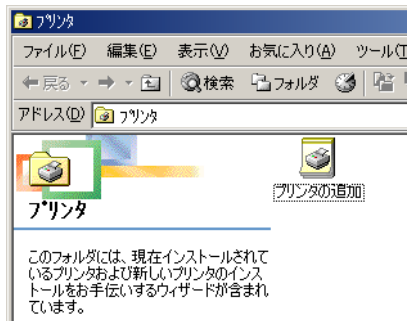 プリンタ
ファイル(F) 編集(E) 表示(V) お気に入り(A) ツール(T
戻る 検索 フォルダ
アドレス(D) プリンタ
プリンタ
プリンタの追加
このフォルダには、現在インストールされて
いるプリンタおよび新しいプリンタのインス
トールをお手伝いするウィザードが含まれ
ています。